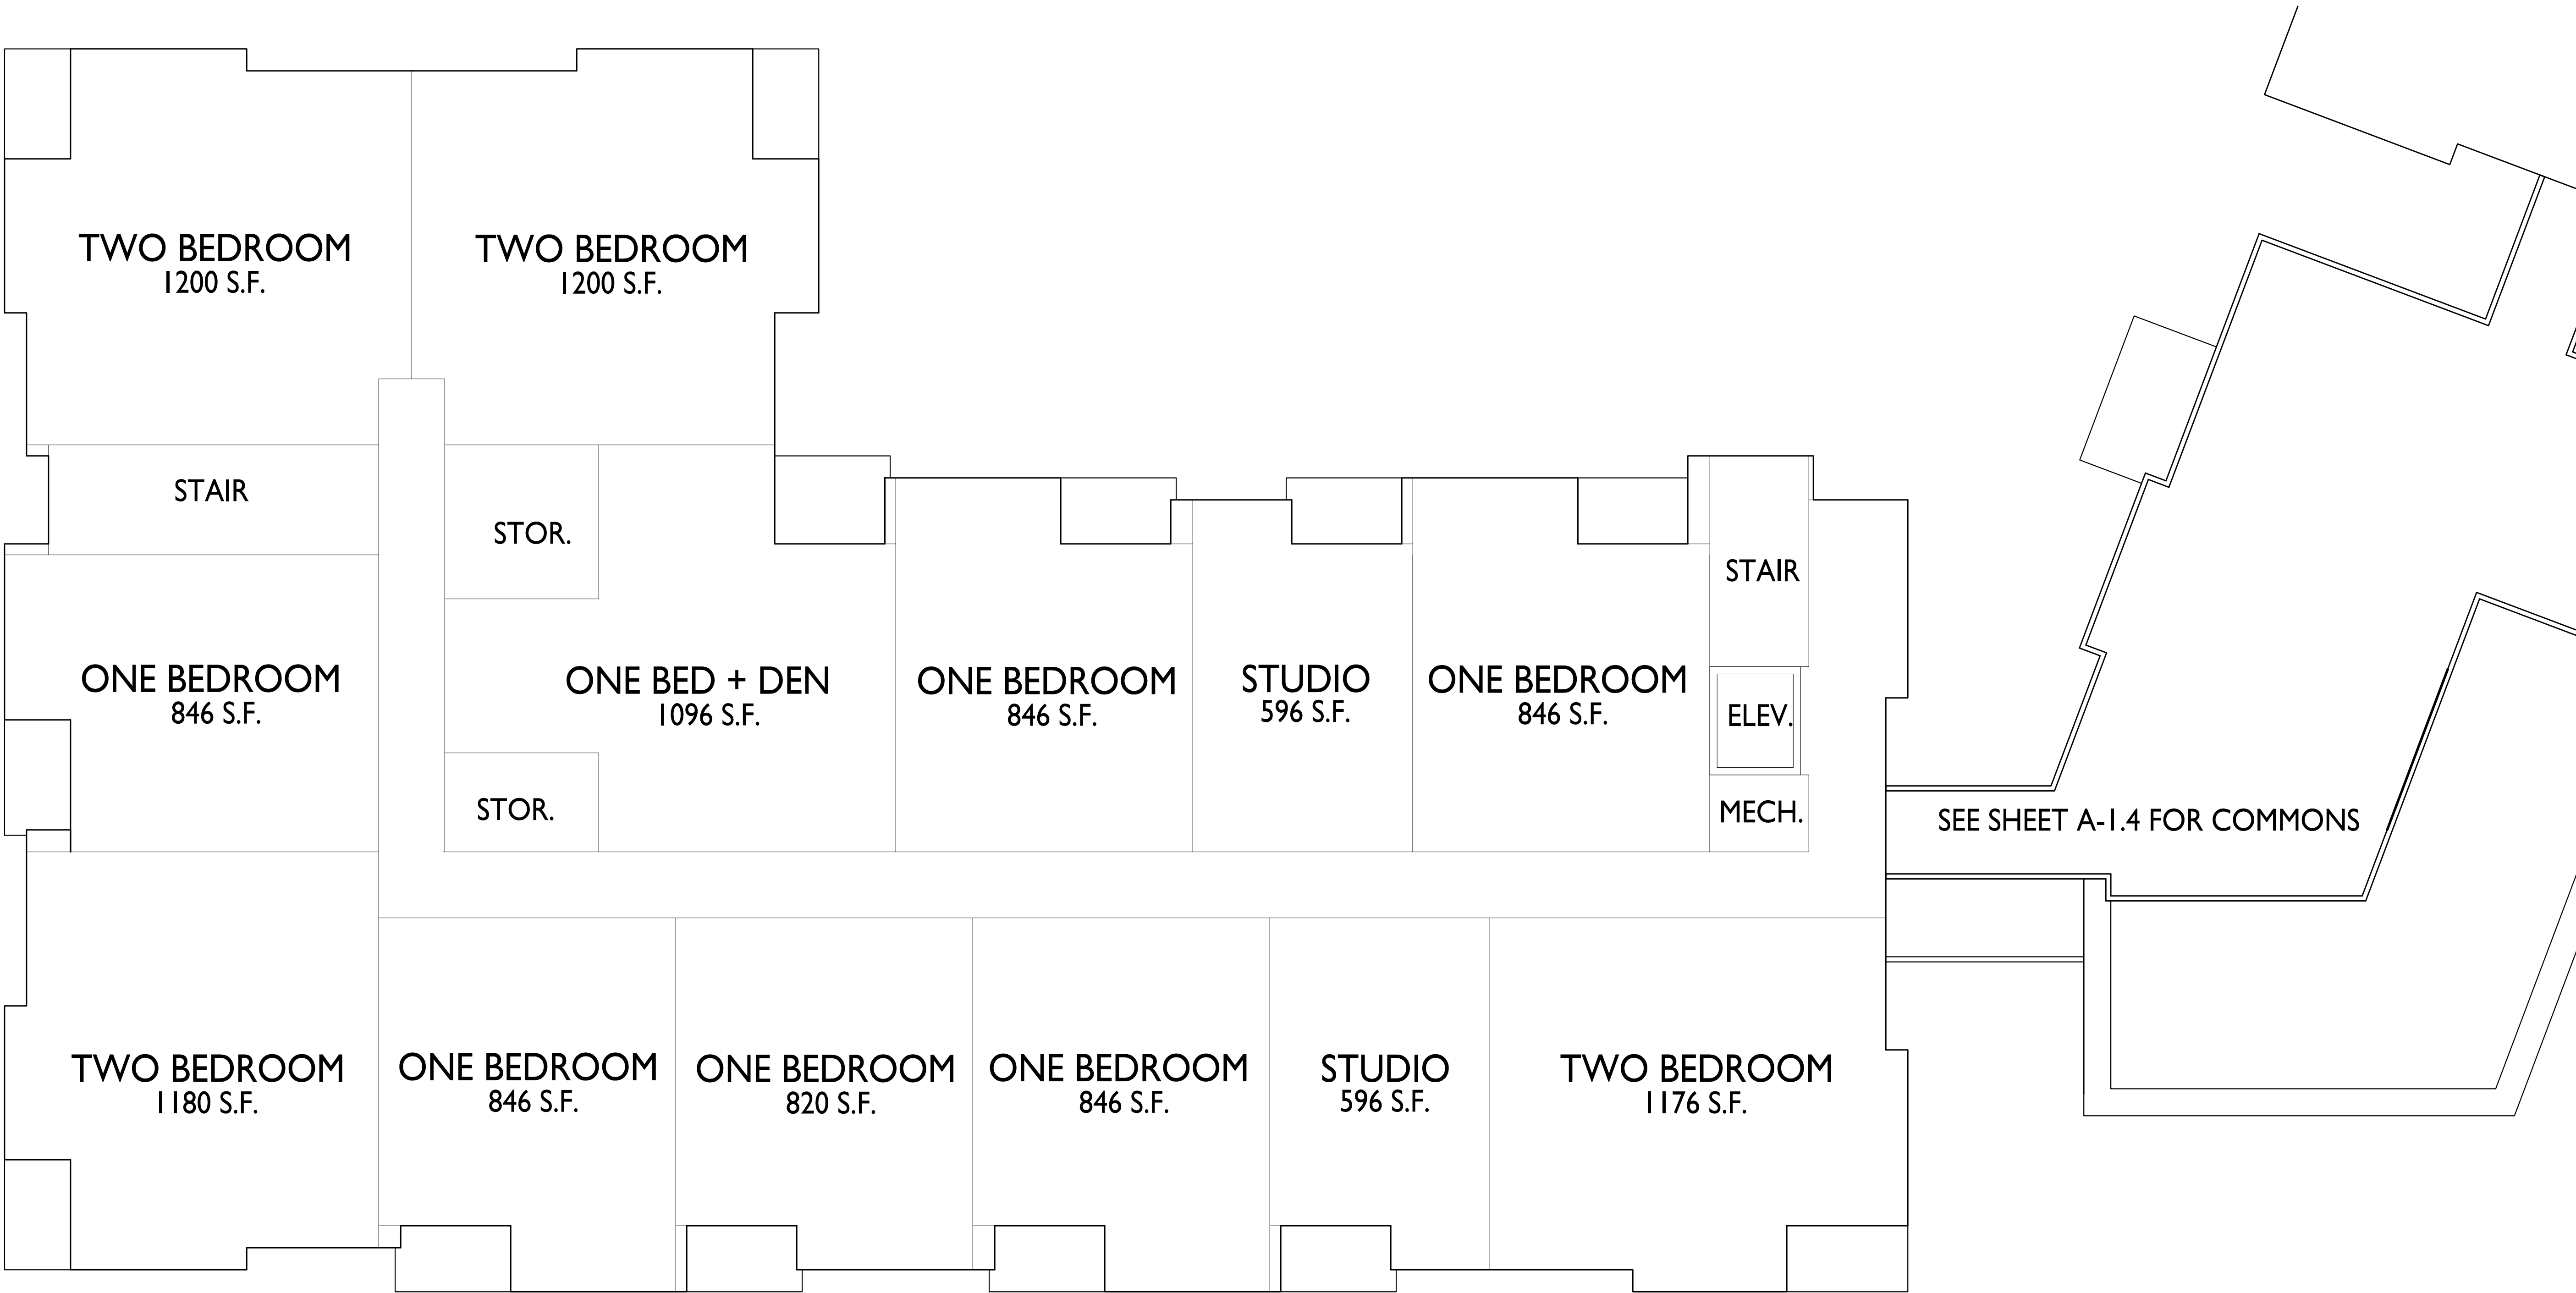 TWO BEDROOM
1200 S.F.
TWO BEDROOM
1200 S.F.
STAIR
STOR.
STAIR
ONE BEDROOM
846 S.F.
ONE BED + DEN
1096 S.F.
ONE BEDROOM
846 S.F.
STUDIO
596 S.F.
ONE BEDROOM
846 S.F.
ELEV.
STOR.
MECH.
SEE SHEET A-1.4 FOR COMMONS
TWO BEDROOM
1180 S.F.
ONE BEDROOM
846 S.F.
ONE BEDROOM
820 S.F.
ONE BEDROOM
846 S.F.
STUDIO
596 S.F.
TWO BEDROOM
1176 S.F.